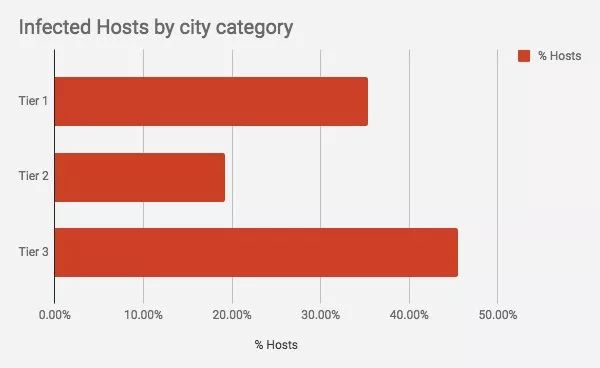 Infected Hosts by city category
% Hosts
Tier 1
Tier 2
Tier 3
0.00% 10.00% 20.00% 30.00% 40.00% 50.00%
% Hosts